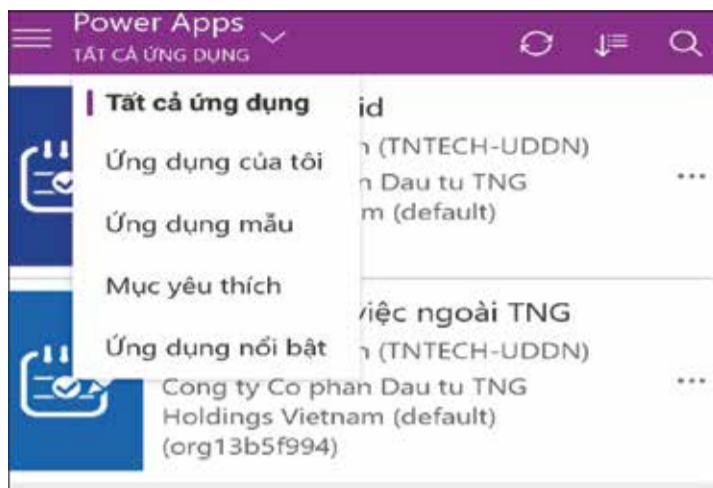 Power Apps
TẤT CẢ ỨNG DỤNG
Tất cả ứng dụng
id
Ứng dụng của tôi
(TNTECH-UDDN)
n Dau tu TNG
Ứng dụng mẫu
m (default)
Mục yêu thích
việc ngoài TNG
Ứng dụng nổi bật
(TNTECH-UDDN)
Cong ty Co phan Dau tu TNG
Holdings Vietnam (default)
(org13b5f994)